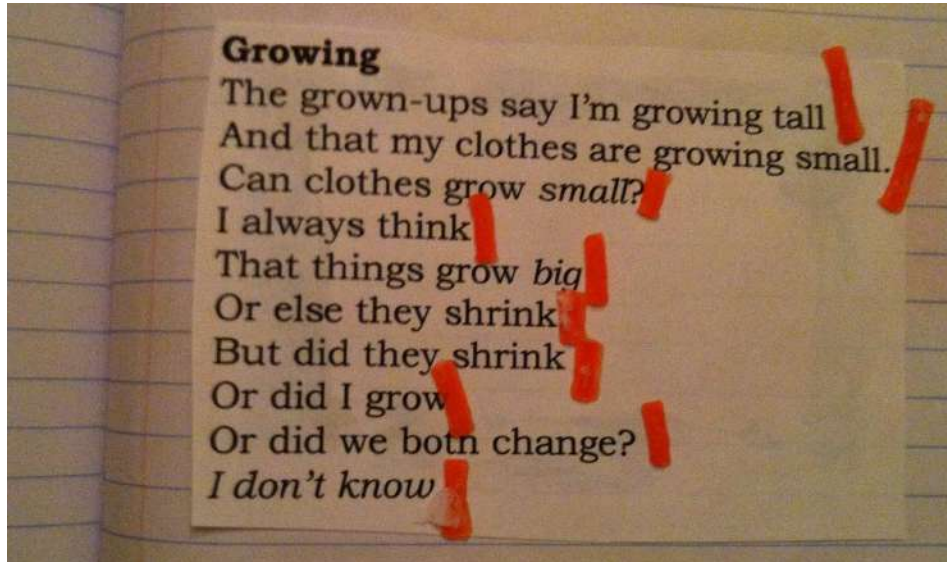 Growing
The grown-ups say I'm growing tall
And that my clothes are growing small.
Can clothes grow small?
I always think
That things grow big
Or else they shrink
But did they shrink
Or did I grow
Or did we both change?
I don't know